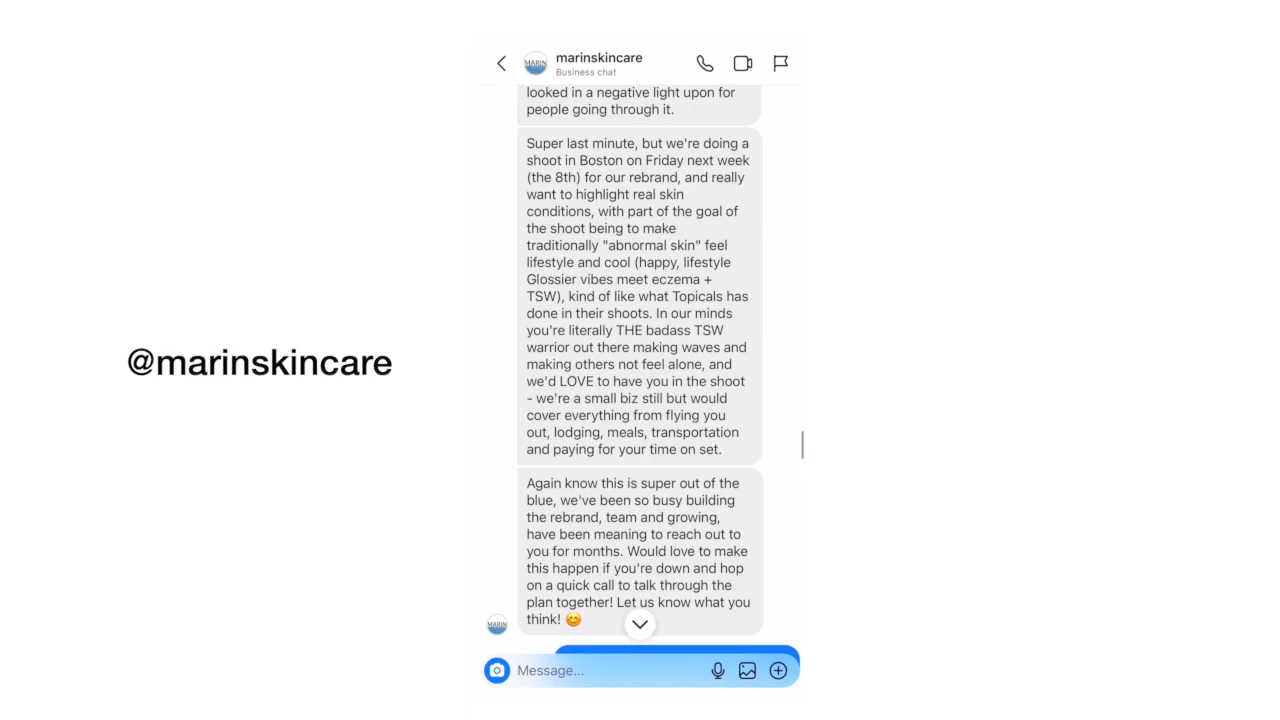 marinskincare
MARIN
Business chat
looked in a negative light upon for
people going through it.
Super last minute, but we're doing a
shoot in Boston on Friday next week
(the 8th) for our rebrand, and really
want to highlight real skin
conditions, with part of the goal of
the shoot being to make
traditionally "abnormal skin" feel
lifestyle and cool (happy, lifestyle
Glossier vibes meet eczema +
TSW), kind of like what Topicals has
done in their shoots. In our minds
you're literally THE badass TSW
warrior out there making waves and
making others not feel alone, and
we'd LOVE to have you in the shoot
- we're a small biz still but would
cover everything from flying you
out, lodging, meals, transportation
and paying for your time on set.
@marinskincare
Again know this is super out of the
blue, we've been so busy building
the rebrand, team and growing,
have been meaning to reach out to
you for months. Would love to make
this happen if you're down and hop
on a quick call to talk through the
plan together! Let us know what you
think! 😊
MARIN
Message...